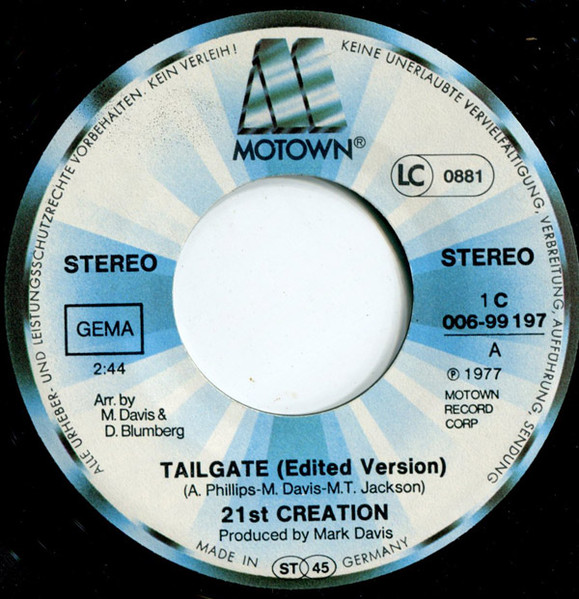 ALLE URHEBER- UND LEISTUNGSSCHUTZRECHTE VORBEHALTEN. KEIN VERLEIH! KEINE UNERLAUBTE VERVIELFÄLTIGUNG, VERBREITUNG, AUFFÜHRUNG, SENDUNG
MOTOWN®
LC 0881
STEREO
STEREO
GEMA
2:44
1 C
006-99 197
A
℗ 1977
MOTOWN
RECORD
CORP
Arr. by
M. Davis &
D. Blumberg
TAILGATE (Edited Version)
(A. Phillips-M. Davis-M.T. Jackson)
21st CREATION
Produced by Mark Davis
MADE IN GERMANY
ST 45